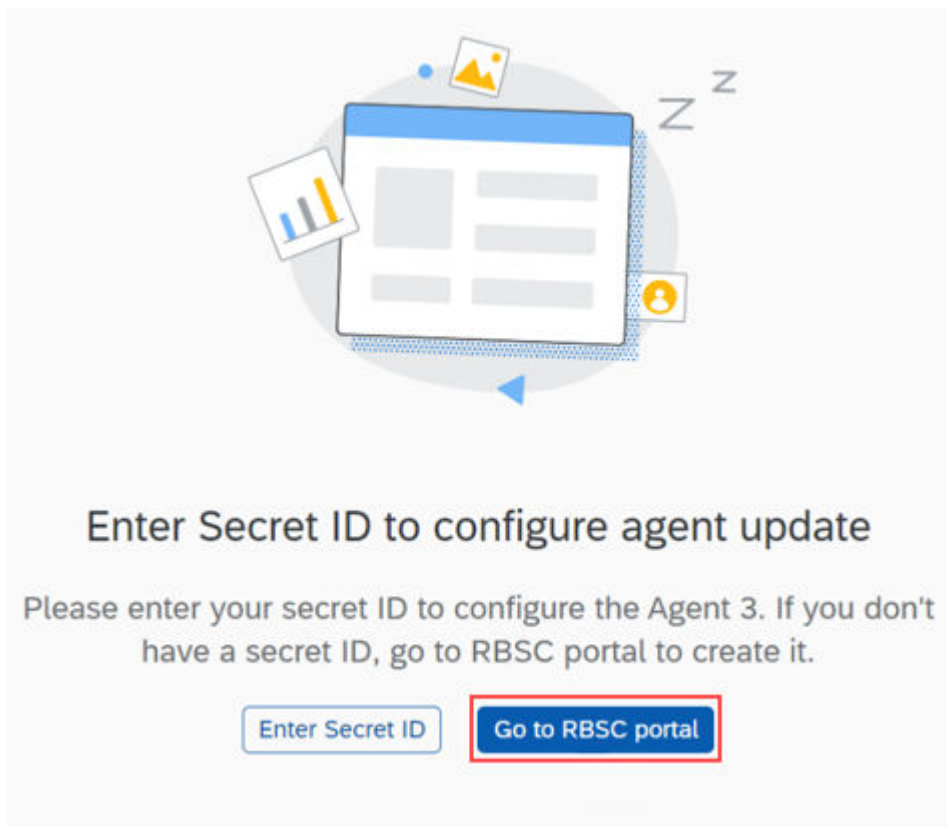 Z
Z
Enter Secret ID to configure agent update
Please enter your secret ID to configure the Agent 3. If you don't
have a secret ID, go to RBSC portal to create it.
Enter Secret ID
Go to RBSC portal